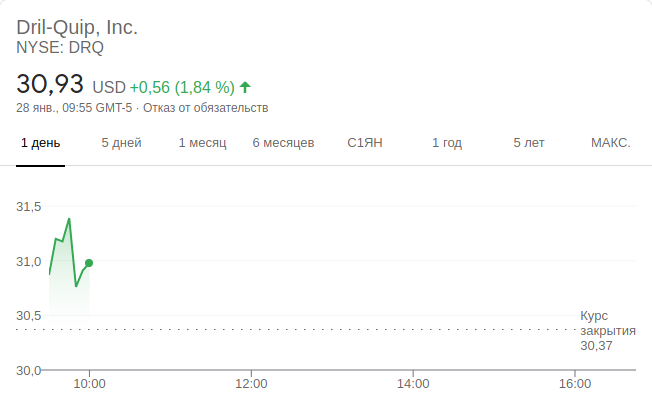 Dril-Quip, Inc.
NYSE: DRQ
30,93 USD +0,56 (1,84 %)
28 янв., 09:55 GMT-5 · Отказ от обязательств
1 день 5 дней 1 месяц 6 месяцев С1ЯН 1 год 5 лет МАКС.
31,5
31,0
30,5
Курс
закрытия
30,37
30,0
10:00 12:00 14:00 16:00